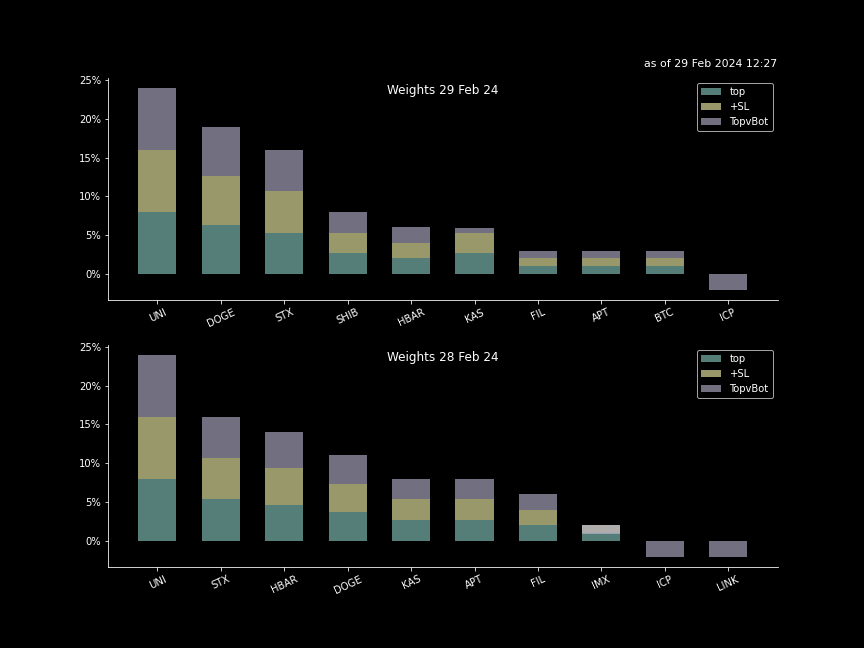 as of 29 Feb 2024 12:27
Weights 29 Feb 24
top
+SL
TopvBot
25%
20%
15%
10%
5%
0%
UNI DOGE STX SHIB HBAR KAS FIL APT BTC ICP
Weights 28 Feb 24
top
+SL
TopvBot
25%
20%
15%
10%
5%
0%
UNI STX HBAR DOGE KAS APT FIL IMX ICP LINK